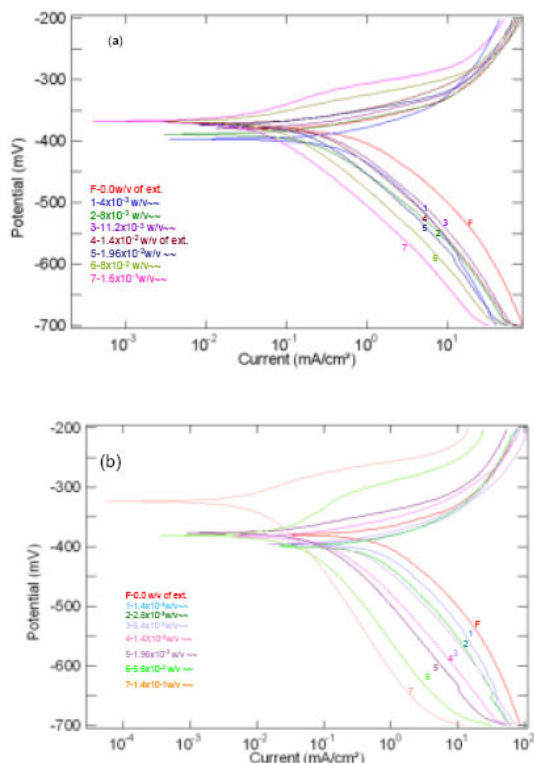 -200
(a)
-300
-400
Potential (mV)
-500
-600
-700
F-0.0w/v of ext.
1-4x10⁻³ w/v~~
2-8x10⁻³ w/v~~
3-11.2x10⁻³ w/v~~
4-1.4x10⁻² w/v of ext.
5-1.96x10⁻² w/v~~
6-8x10⁻² w/v~~
7-1.6x10⁻¹ w/v~~
1
4
5
3
2
F
7
6
10⁻³ 10⁻² 10⁻¹ 10⁰ 10¹
Current (mA/cm²)
-200
(b)
-300
-400
Potential (mV)
-500
-600
-700
F-0.0 w/v of ext.
F
1
2
4 3
5
6
7
10⁻⁴ 10⁻³ 10⁻² 10⁻¹ 10⁰ 10¹ 10²
Current (mA/cm²)